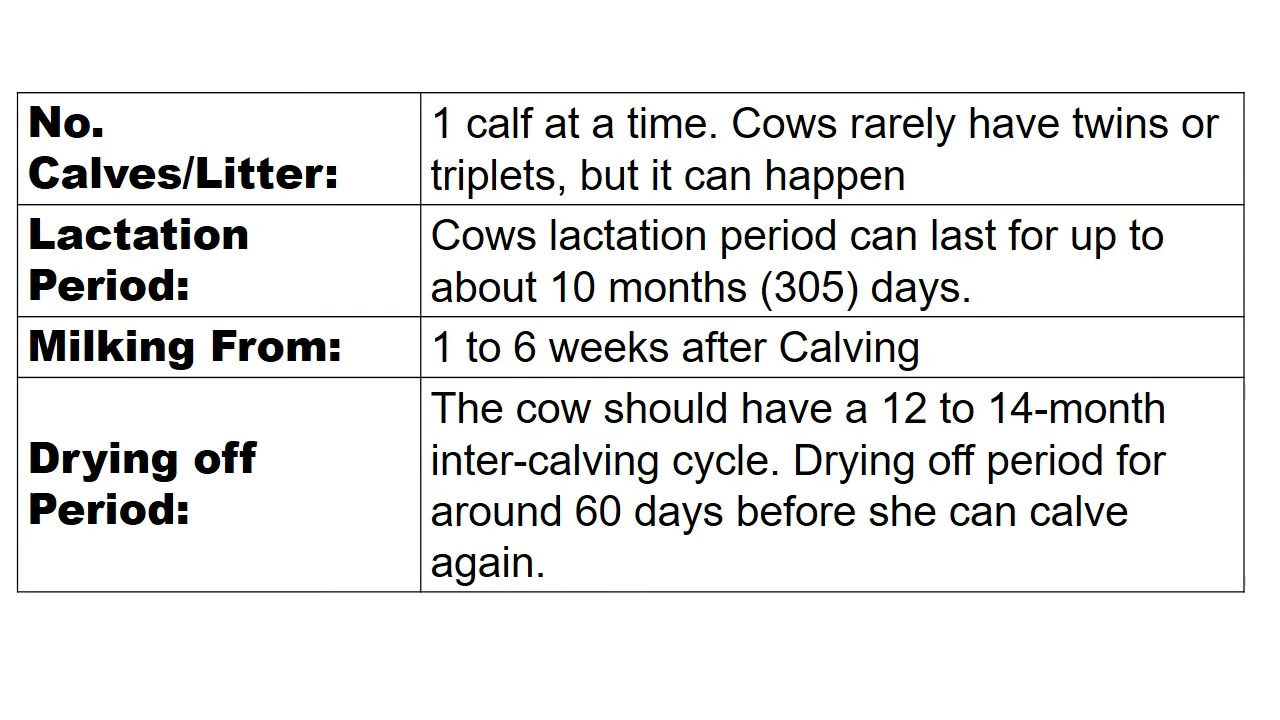 No.
Calves/Litter:
1 calf at a time. Cows rarely have twins or
triplets, but it can happen
Lactation
Period:
Cows lactation period can last for up to
about 10 months (305) days.
Milking From:
1 to 6 weeks after Calving
Drying off
Period:
The cow should have a 12 to 14-month
inter-calving cycle. Drying off period for
around 60 days before she can calve
again.